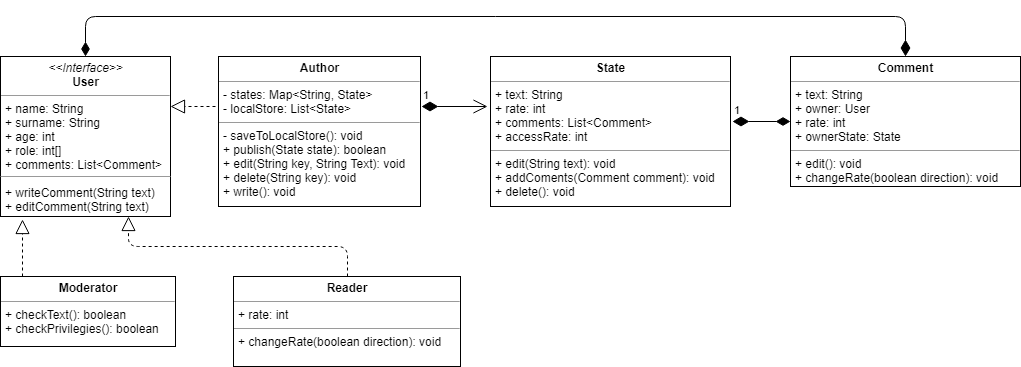 <<Interface>>
User
+ name: String
+ surname: String
+ age: int
+ role: int[]
+ comments: List<Comment>
+ writeComment(String text)
+ editComment(String text)
Author
- states: Map<String, State>
- localStore: List<State>
- saveToLocalStore(): void
+ publish(State state): boolean
+ edit(String key, String Text): void
+ delete(String key): void
+ write(): void
1
State
+ text: String
+ rate: int
+ comments: List<Comment>
+ accessRate: int
+ edit(String text): void
+ addComents(Comment comment): void
+ delete(): void
1
Comment
+ text: String
+ owner: User
+ rate: int
+ ownerState: State
+ edit(): void
+ changeRate(boolean direction): void
Moderator
+ checkText(): boolean
+ checkPrivilegies(): boolean
Reader
+ rate: int
+ changeRate(boolean direction): void